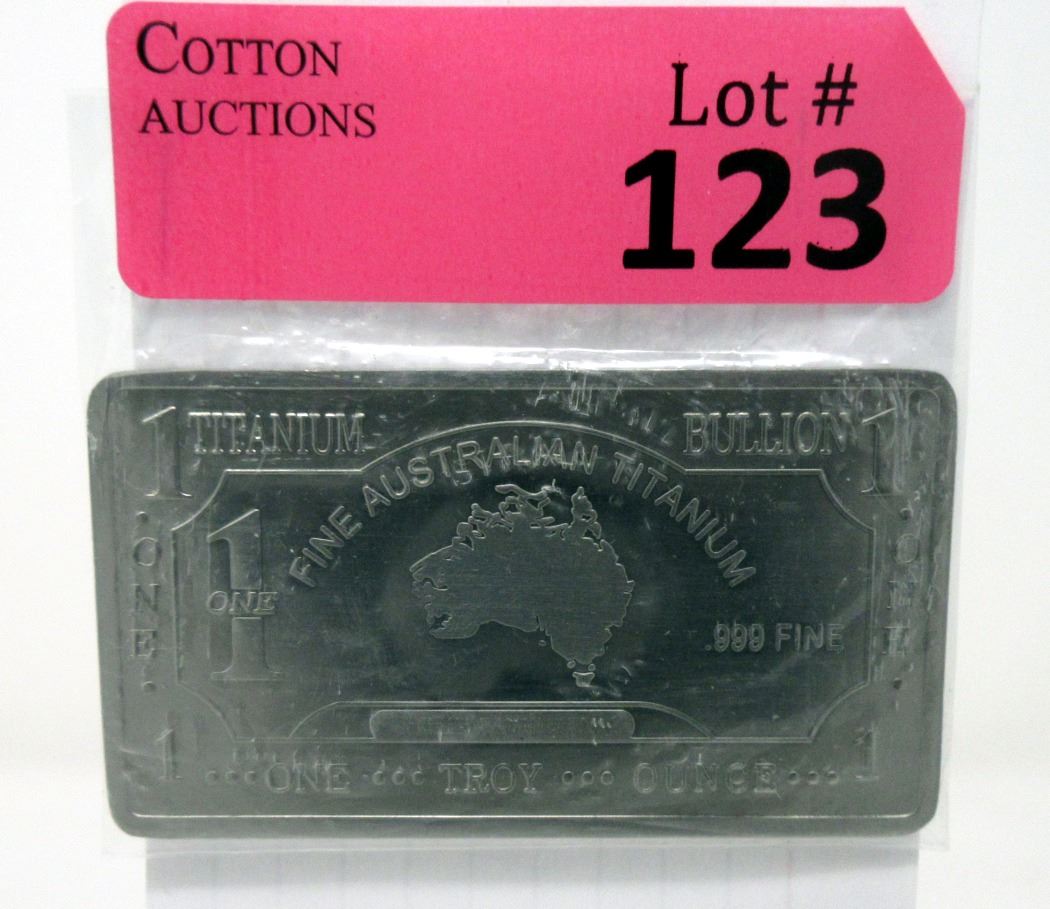 COTTON
AUCTIONS
Lot #
123
1 TITANIUM BULLION 1
FINE AUSTRALIAN TITANIUM
1
ONE
.999 FINE
ONE
ONE
1 ...ONE ... TROY ... OUNCE... 1